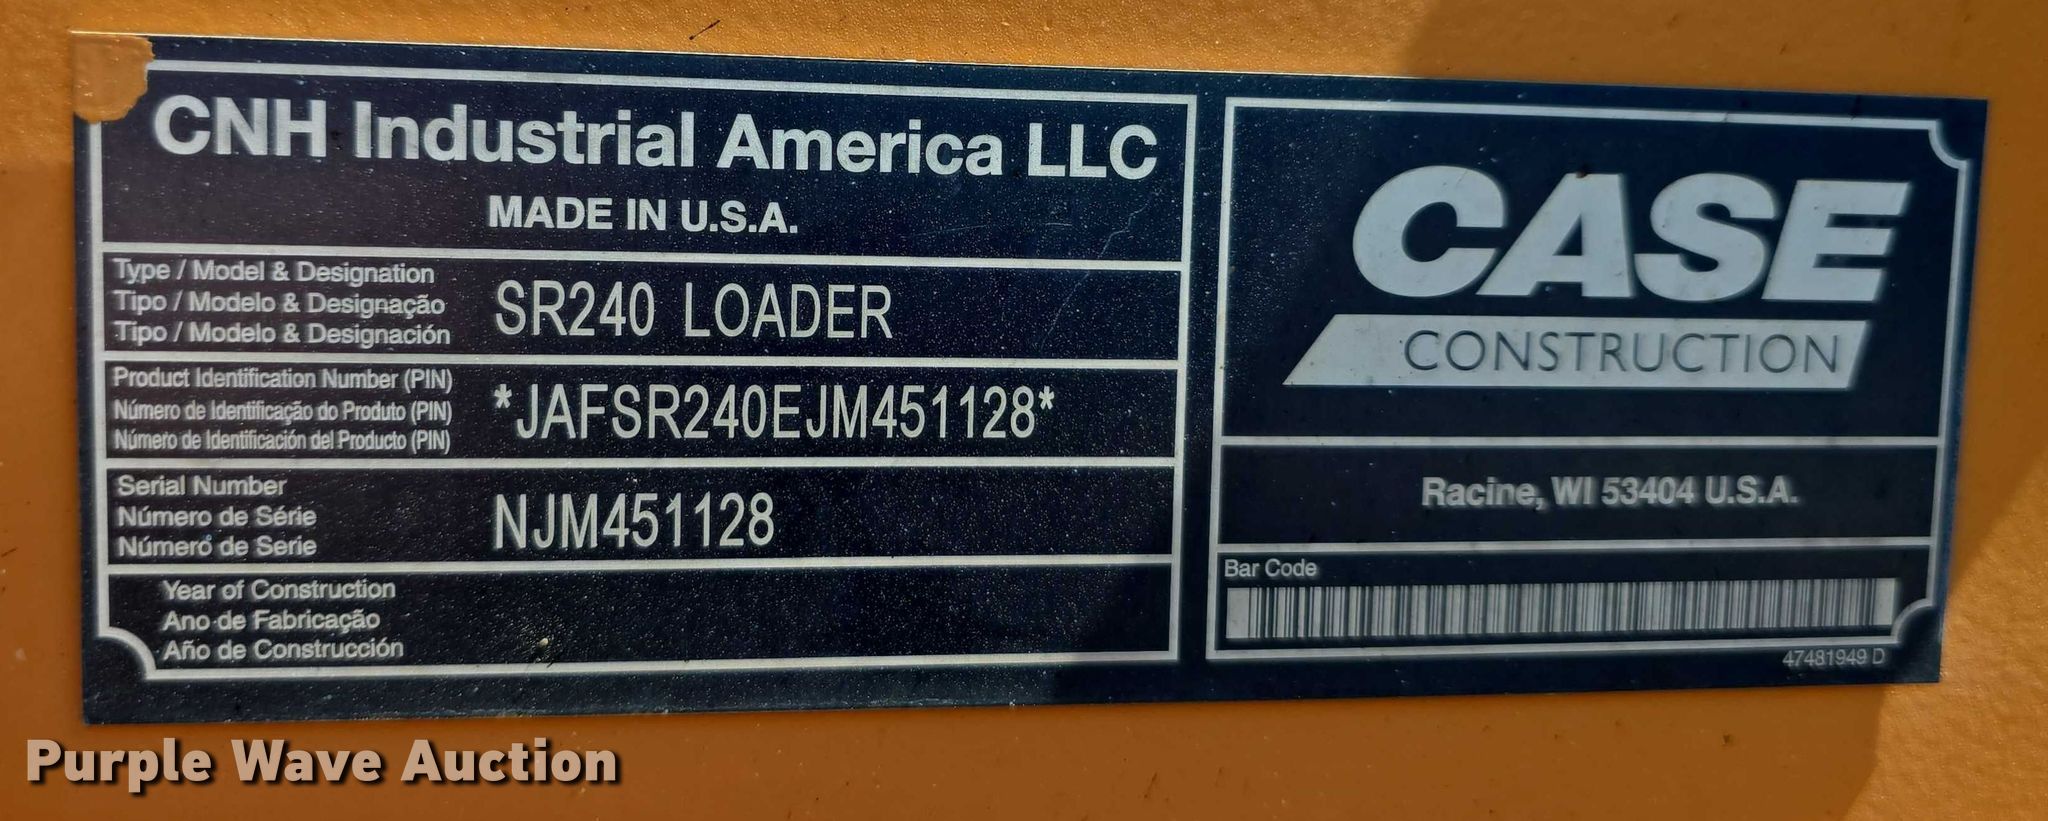 CNH Industrial America LLC
MADE IN U.S.A.
Type / Model & Designation
Tipo / Modelo & Designação
Tipo / Modelo & Designación
SR240 LOADER
Product Identification Number (PIN)
Número de Identificação do Produto (PIN)
Número de Identificación del Producto (PIN)
*JAFSR240EJM451128*
Serial Number
Número de Série
Número de Serie
NJM451128
Year of Construction
Ano de Fabricação
Año de Construcción
CASE
CONSTRUCTION
Racine, WI 53404 U.S.A.
Bar Code
47481949 D
Purple Wave Auction